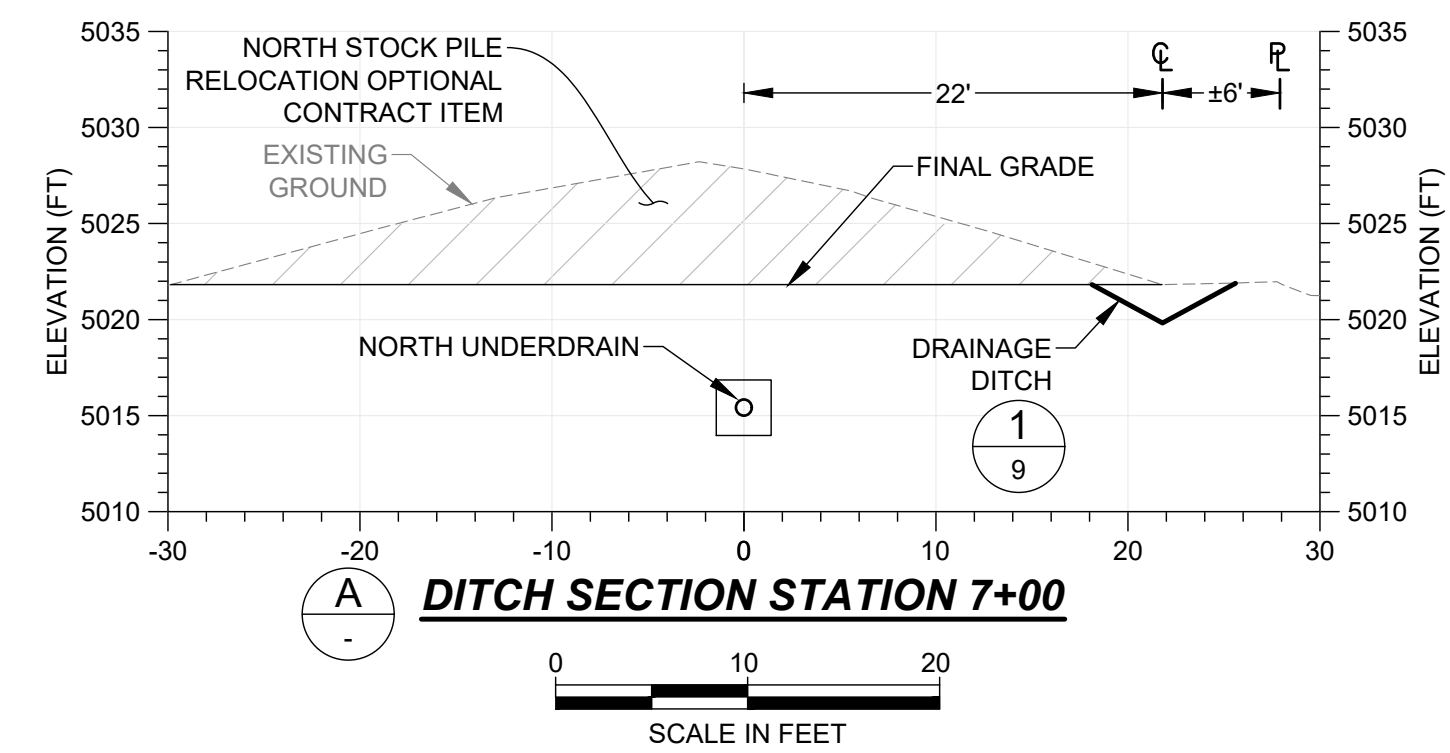 5035
5030
5025
5020
5015
5010
ELEVATION (FT)
NORTH STOCK PILE
RELOCATION OPTIONAL
CONTRACT ITEM
EXISTING
GROUND
22'
℄
±6'
PL
FINAL GRADE
NORTH UNDERDRAIN
DRAINAGE
DITCH
1
9
5035
5030
5025
5020
5015
5010
ELEVATION (FT)
-30 -20 -10 0 10 20 30
A
-
DITCH SECTION STATION 7+00
0 10 20
SCALE IN FEET